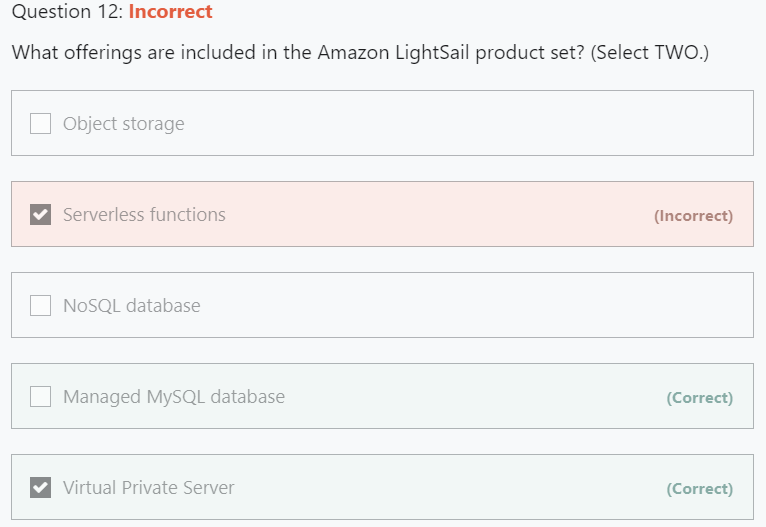 Question 12: Incorrect
What offerings are included in the Amazon LightSail product set? (Select TWO.)
Object storage
Serverless functions (Incorrect)
NoSQL database
Managed MySQL database (Correct)
Virtual Private Server (Correct)